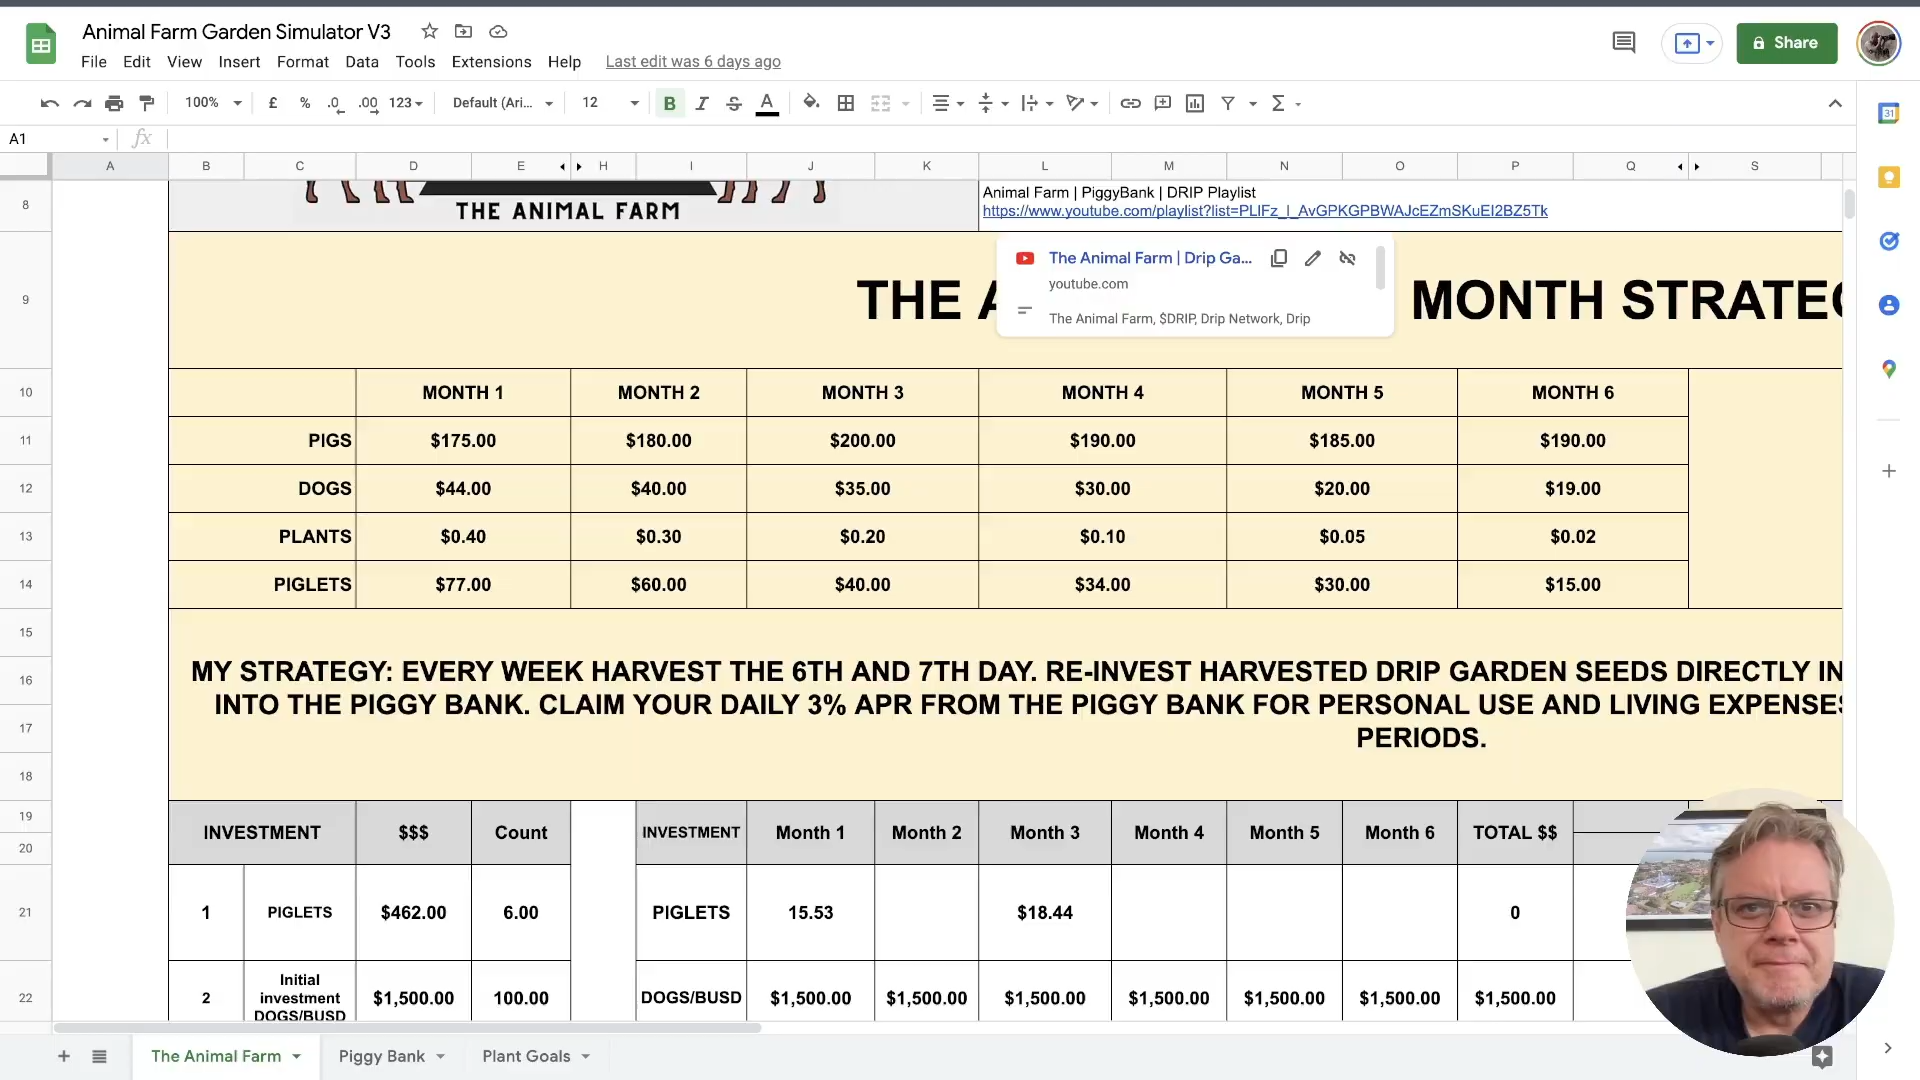 Animal Farm Garden Simulator V3
File Edit View Insert Format Data Tools Extensions Help Last edit was 6 days ago
Share
100% £ % .0 .00 123 Default (Ari... 12 B I S A
A1 fx
A B C D E H I J K L M N O P Q S
8 THE ANIMAL FARM
Animal Farm | PiggyBank | DRIP Playlist
https://www.youtube.com/playlist?list=PLIFz_I_AvGPKGPBWAJcEZmSKuEI2BZ5Tk
The Animal Farm | Drip Ga...
youtube.com
The Animal Farm, $DRIP, Drip Network, Drip
9 THE MONTH
10 MONTH 1 MONTH 2 MONTH 3 MONTH 4 MONTH 5 MONTH 6
11 PIGS $175.00 $180.00 $200.00 $190.00 $185.00 $190.00
12 DOGS $44.00 $40.00 $35.00 $30.00 $20.00 $19.00
13 PLANTS $0.40 $0.30 $0.20 $0.10 $0.05 $0.02
14 PIGLETS $77.00 $60.00 $40.00 $34.00 $30.00 $15.00
15
16 MY STRATEGY: EVERY WEEK HARVEST THE 6TH AND 7TH DAY. RE-INVEST HARVESTED DRIP GARDEN SEEDS DIRECTLY IN
17 INTO THE PIGGY BANK. CLAIM YOUR DAILY 3% APR FROM THE PIGGY BANK FOR PERSONAL USE AND LIVING EXPENSES
PERIODS.
18
19 INVESTMENT $$$ Count INVESTMENT Month 1 Month 2 Month 3 Month 4 Month 5 Month 6 TOTAL $$
20
21 1 PIGLETS $462.00 6.00 PIGLETS 15.53 $18.44 0
22 2 Initial investment DOGS/BUSD $1,500.00 100.00 DOGS/BUSD $1,500.00 $1,500.00 $1,500.00 $1,500.00 $1,500.00 $1,500.00 $1,500.00
The Animal Farm Piggy Bank Plant Goals
31